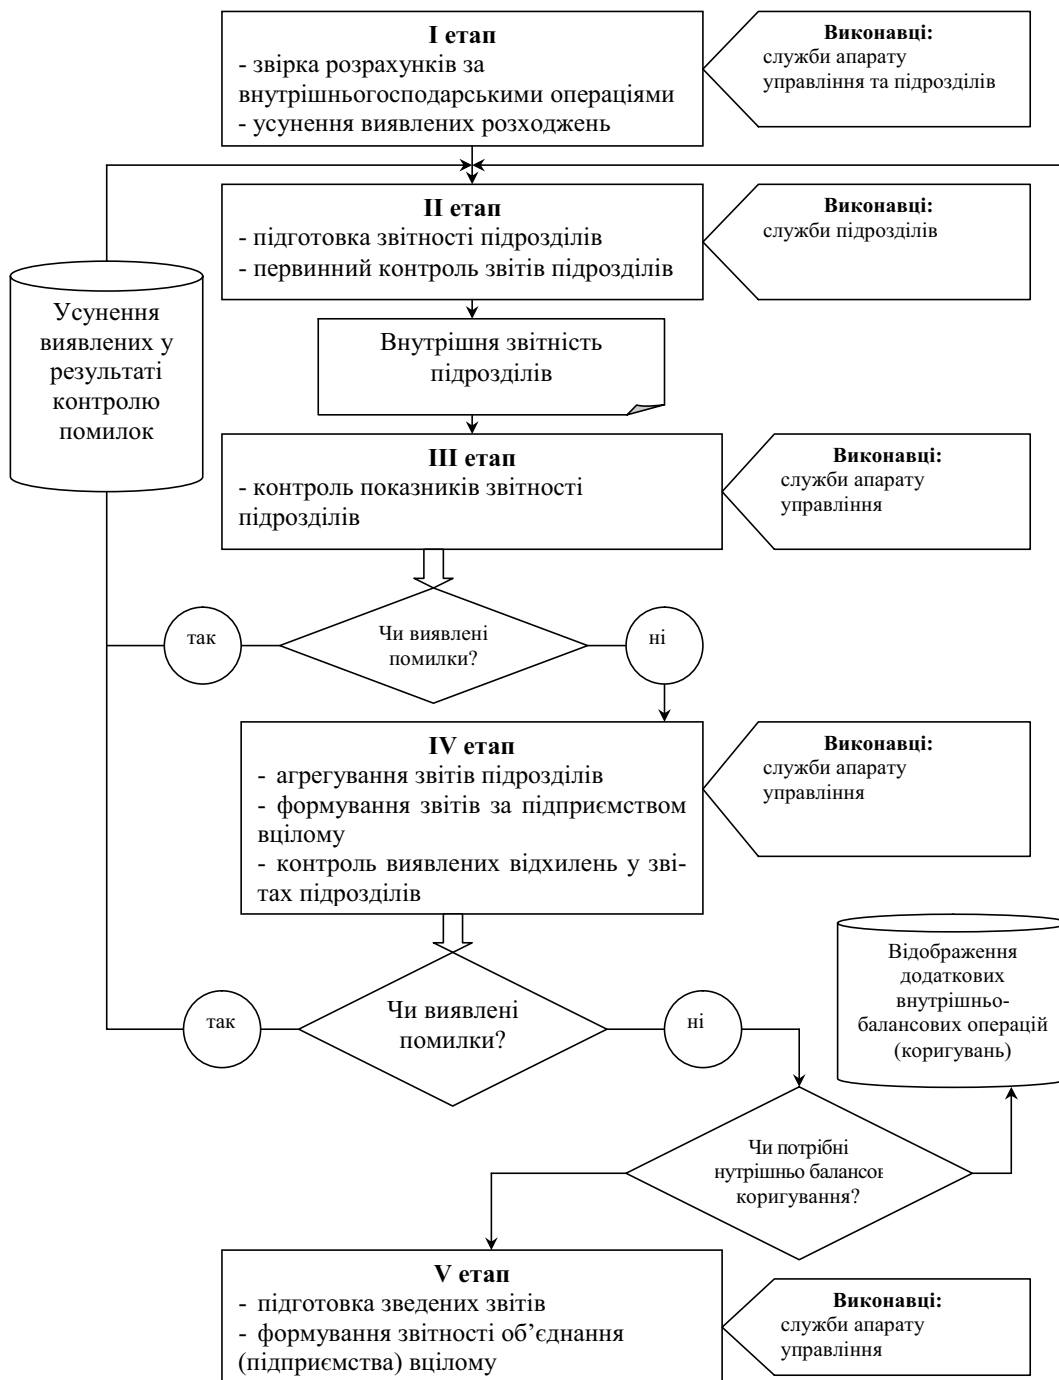 I етап
- звірка розрахунків за
внутрішньогосподарськими операціями
- усунення виявлених розходжень
Виконавці:
служби апарату
управління та підрозділів
II етап
- підготовка звітності підрозділів
- первинний контроль звітів підрозділів
Виконавці:
служби підрозділів
Усунення
виявлених у
результаті
контролю
помилок
Внутрішня звітність
підрозділів
III етап
- контроль показників звітності
підрозділів
Виконавці:
служби апарату
управління
так
Чи виявлені
помилки?
ні
IV етап
- агрегування звітів підрозділів
- формування звітів за підприємством
вцілому
- контроль виявлених відхилень у зві-
тах підрозділів
Виконавці:
служби апарату
управління
так
Чи виявлені
помилки?
ні
Відображення
додаткових
внутрішньо-
балансових операцій
(коригувань)
Чи потрібні
нутрішньо балансов
коригування?
V етап
- підготовка зведених звітів
- формування звітності об’єднання
(підприємства) вцілому
Виконавці:
служби апарату
управління